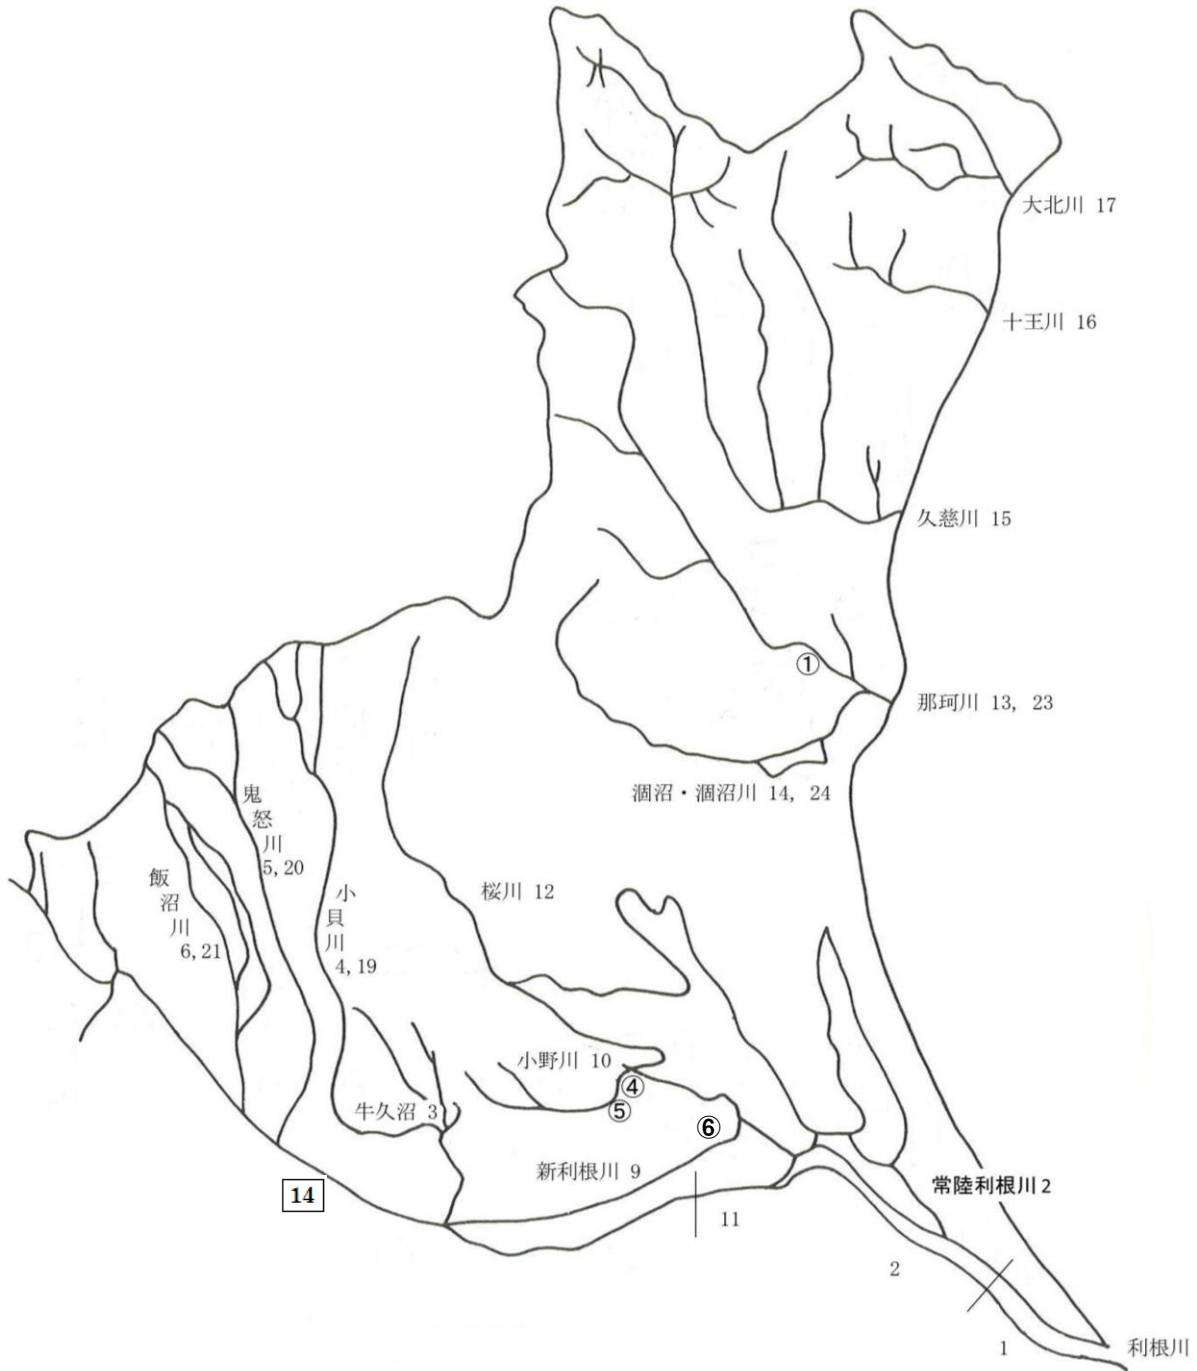 大北川 17
十王川 16
久慈川 15
①
那珂川 13, 23
涸沼・涸沼川 14, 24
鬼怒川
5,20
飯沼川
6,21
小貝川
4,19
桜川 12
小野川 10
④
⑤
牛久沼 3
⑥
新利根川 9
14
常陸利根川 2
11
2
1
利根川